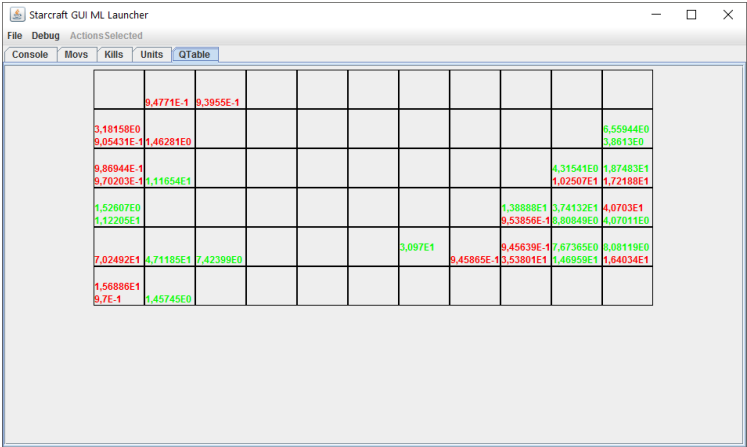 Starcraft GUI ML Launcher
File Debug ActionsSelected
Console Movs Kills Units QTable
9,4771E-1 9,3955E-1
3,18158E0 6,55944E0
9,05431E-1 1,46281E0 3,8613E0
9,86944E-1 4,31541E0 1,87483E1
9,70203E-1 1,11654E1 1,02507E1 1,72188E1
1,52607E0 1,38888E1 3,74132E1 4,0703E1
1,12205E1 9,53856E-1 8,80849E0 4,07011E0
3,097E1 9,45639E-1 7,67365E0 8,08119E0
7,02492E1 4,71185E1 7,42399E0 9,45865E-1 3,53801E1 1,46959E1 1,64034E1
1,56886E1
9,7E-1 1,45745E0